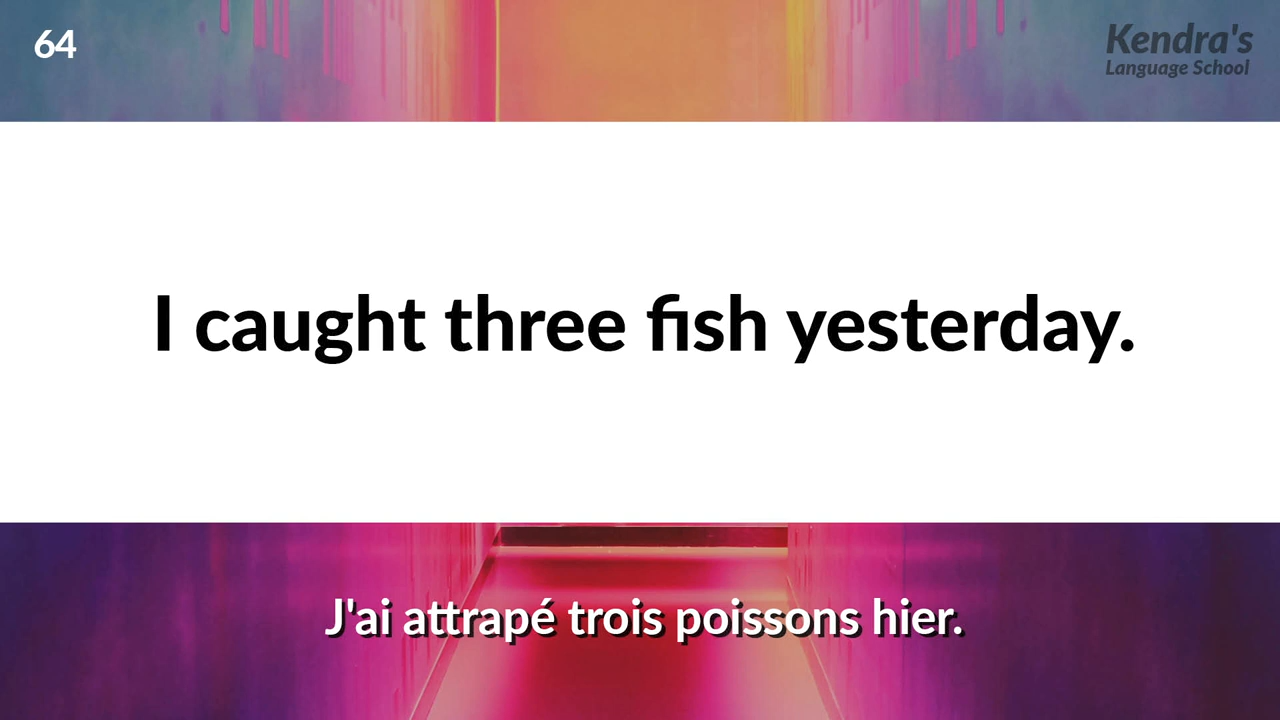 64
Kendra's
Language School
I caught three fish yesterday.
J'ai attrapé trois poissons hier.